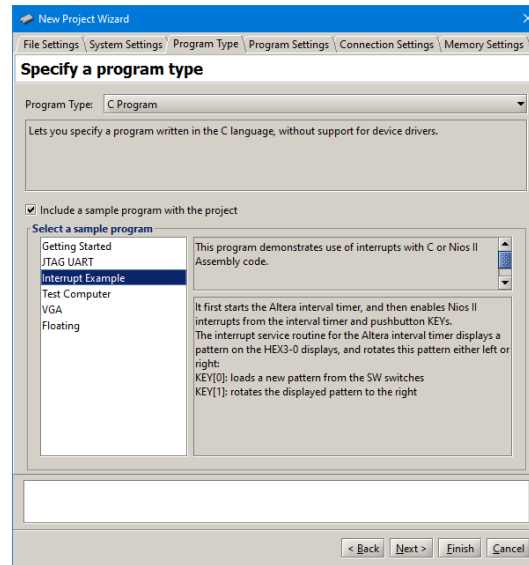 New Project Wizard
File Settings System Settings Program Type Program Settings Connection Settings Memory Settings
Specify a program type
Program Type: C Program
Lets you specify a program written in the C language, without support for device drivers.
Include a sample program with the project
Select a sample program
Getting Started
JTAG UART
Interrupt Example
Test Computer
VGA
Floating
This program demonstrates use of interrupts with C or Nios II
Assembly code.
It first starts the Altera interval timer, and then enables Nios II
interrupts from the interval timer and pushbutton KEYs.
The interrupt service routine for the Altera interval timer displays a
pattern on the HEX3-0 displays, and rotates this pattern either left or
right:
KEY[0]: loads a new pattern from the SW switches
KEY[1]: rotates the displayed pattern to the right
< Back Next > Finish Cancel